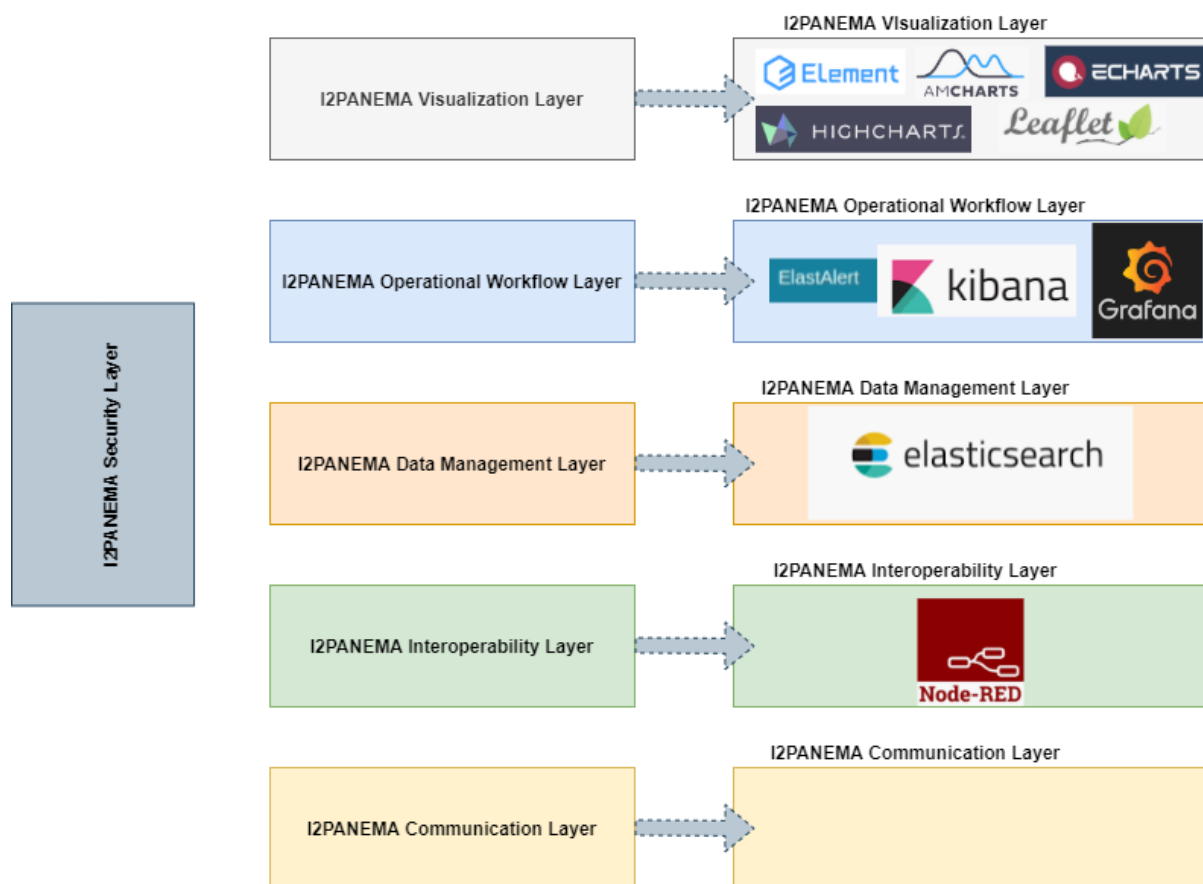 I2PANEMA VIsualization Layer
I2PANEMA Visualization Layer
Element
AMCHARTS
ECHARTS
HIGHCHARTS.
Leaflet
I2PANEMA Operational Workflow Layer
I2PANEMA Operational Workflow Layer
ElastAlert
kibana
Grafana
I2PANEMA Security Layer
I2PANEMA Data Management Layer
I2PANEMA Data Management Layer
elasticsearch
I2PANEMA Interoperability Layer
I2PANEMA Interoperability Layer
Node-RED
I2PANEMA Communication Layer
I2PANEMA Communication Layer